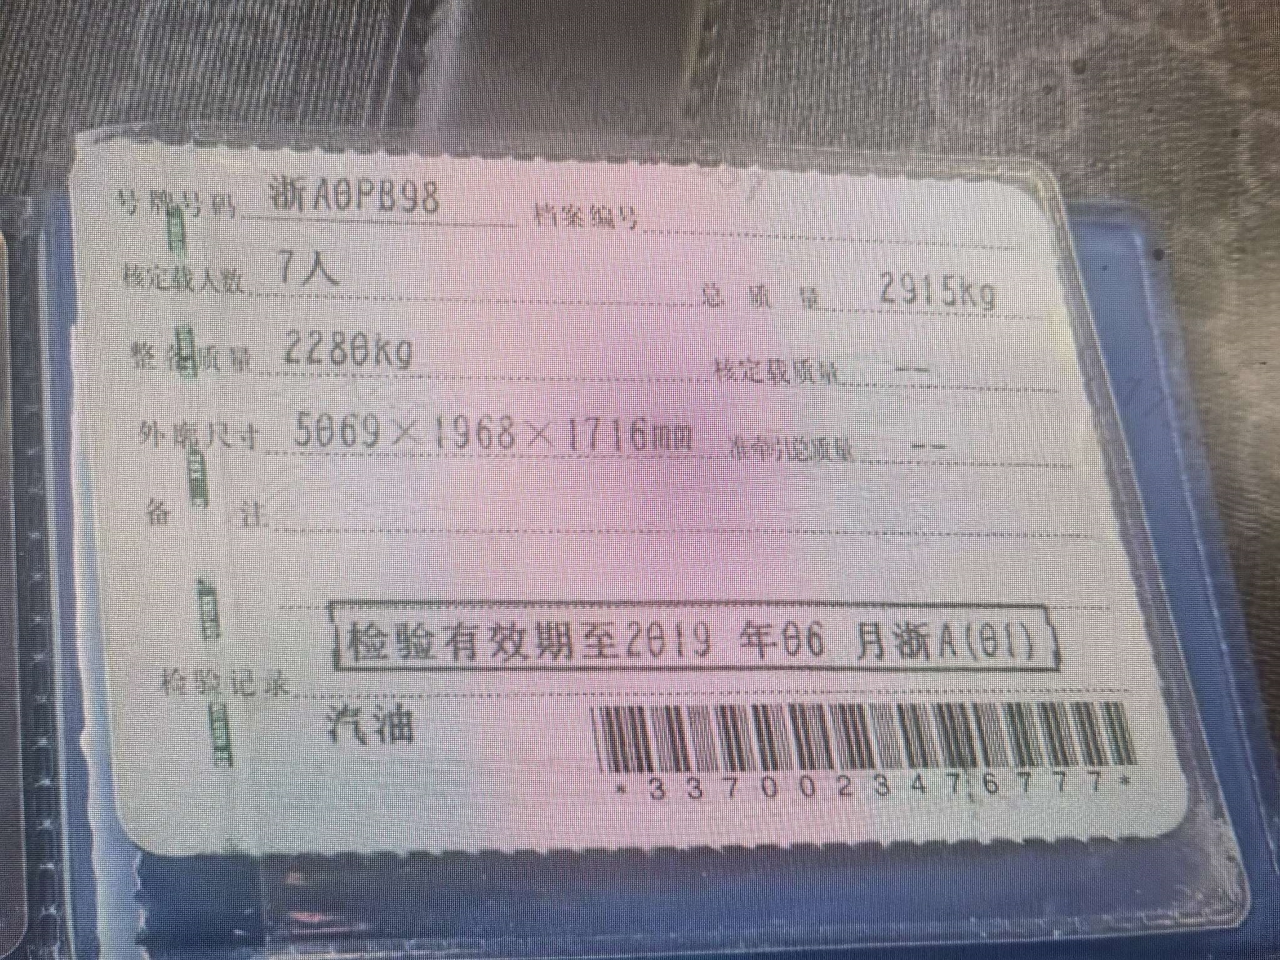 号牌号码 浙A0PB98 档案编号
核定载人数 7人 总质量 2915kg
整备质量 2280kg 核定载质量 --
外廓尺寸 5069×1968×1716mm 准牵引总质量 --
备注
检验有效期至2019 年06 月浙A(01)
检验记录
汽油
*3370023476777*